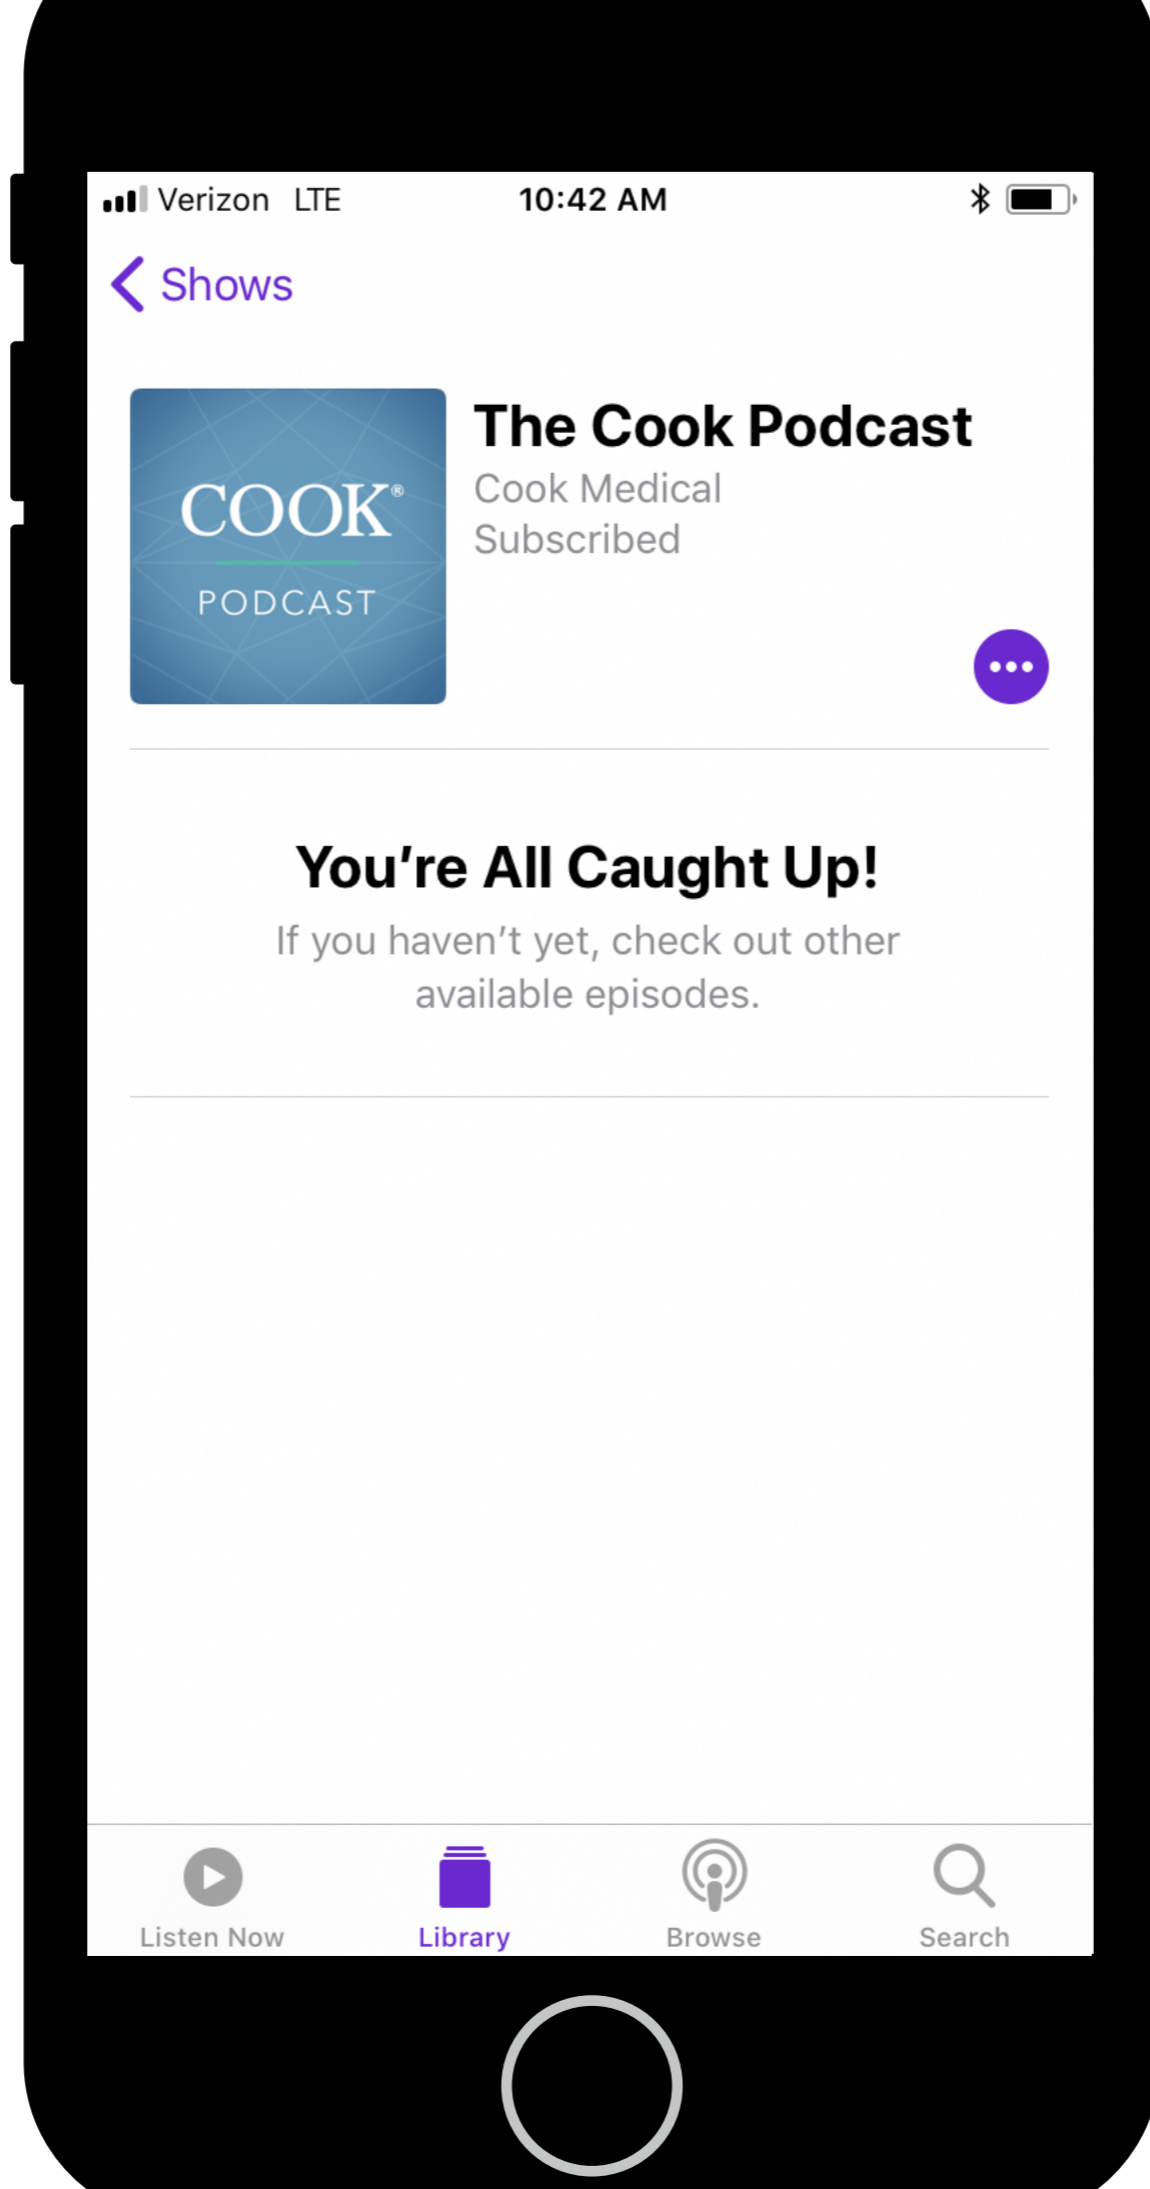 Verizon LTE 10:42 AM
Shows
COOK®
PODCAST
The Cook Podcast
Cook Medical
Subscribed
You're All Caught Up!
If you haven't yet, check out other
available episodes.
Listen Now Library Browse Search